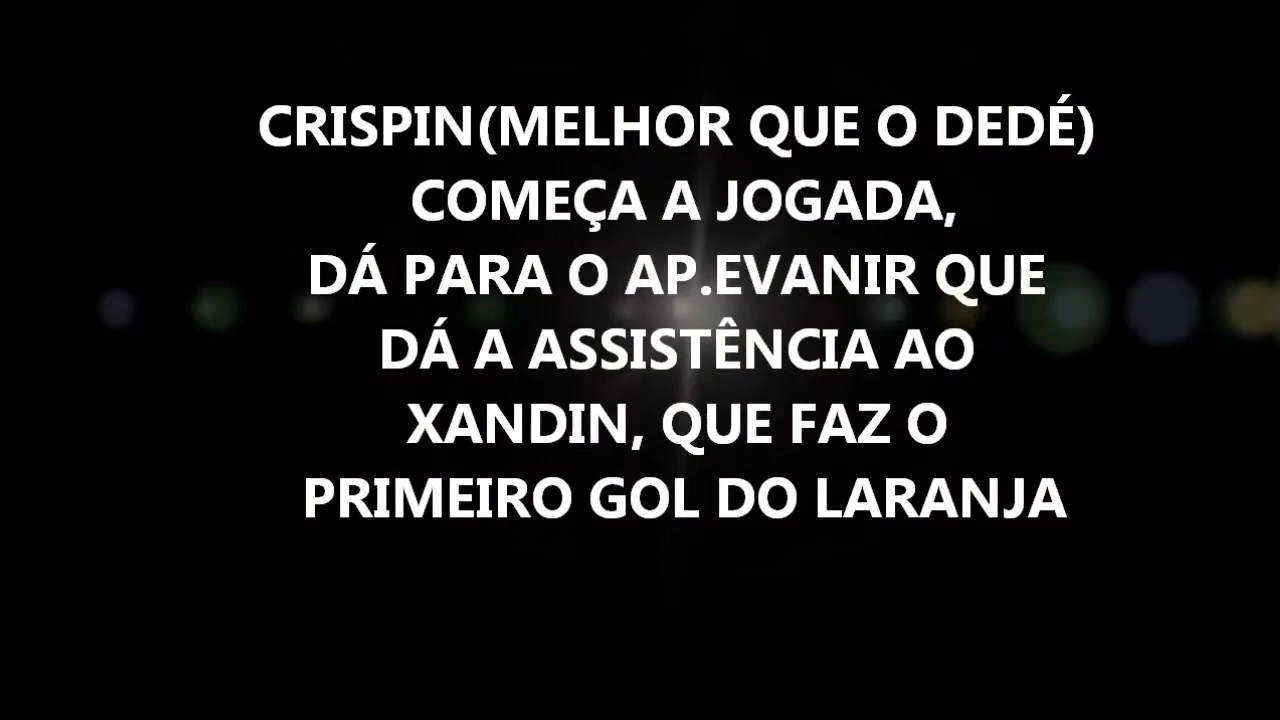 CRISPIN(MELHOR QUE O DEDÉ)
COMEÇA A JOGADA,
DÁ PARA O AP.EVANIR QUE
DÁ A ASSISTÊNCIA AO
XANDIN, QUE FAZ O
PRIMEIRO GOL DO LARANJA